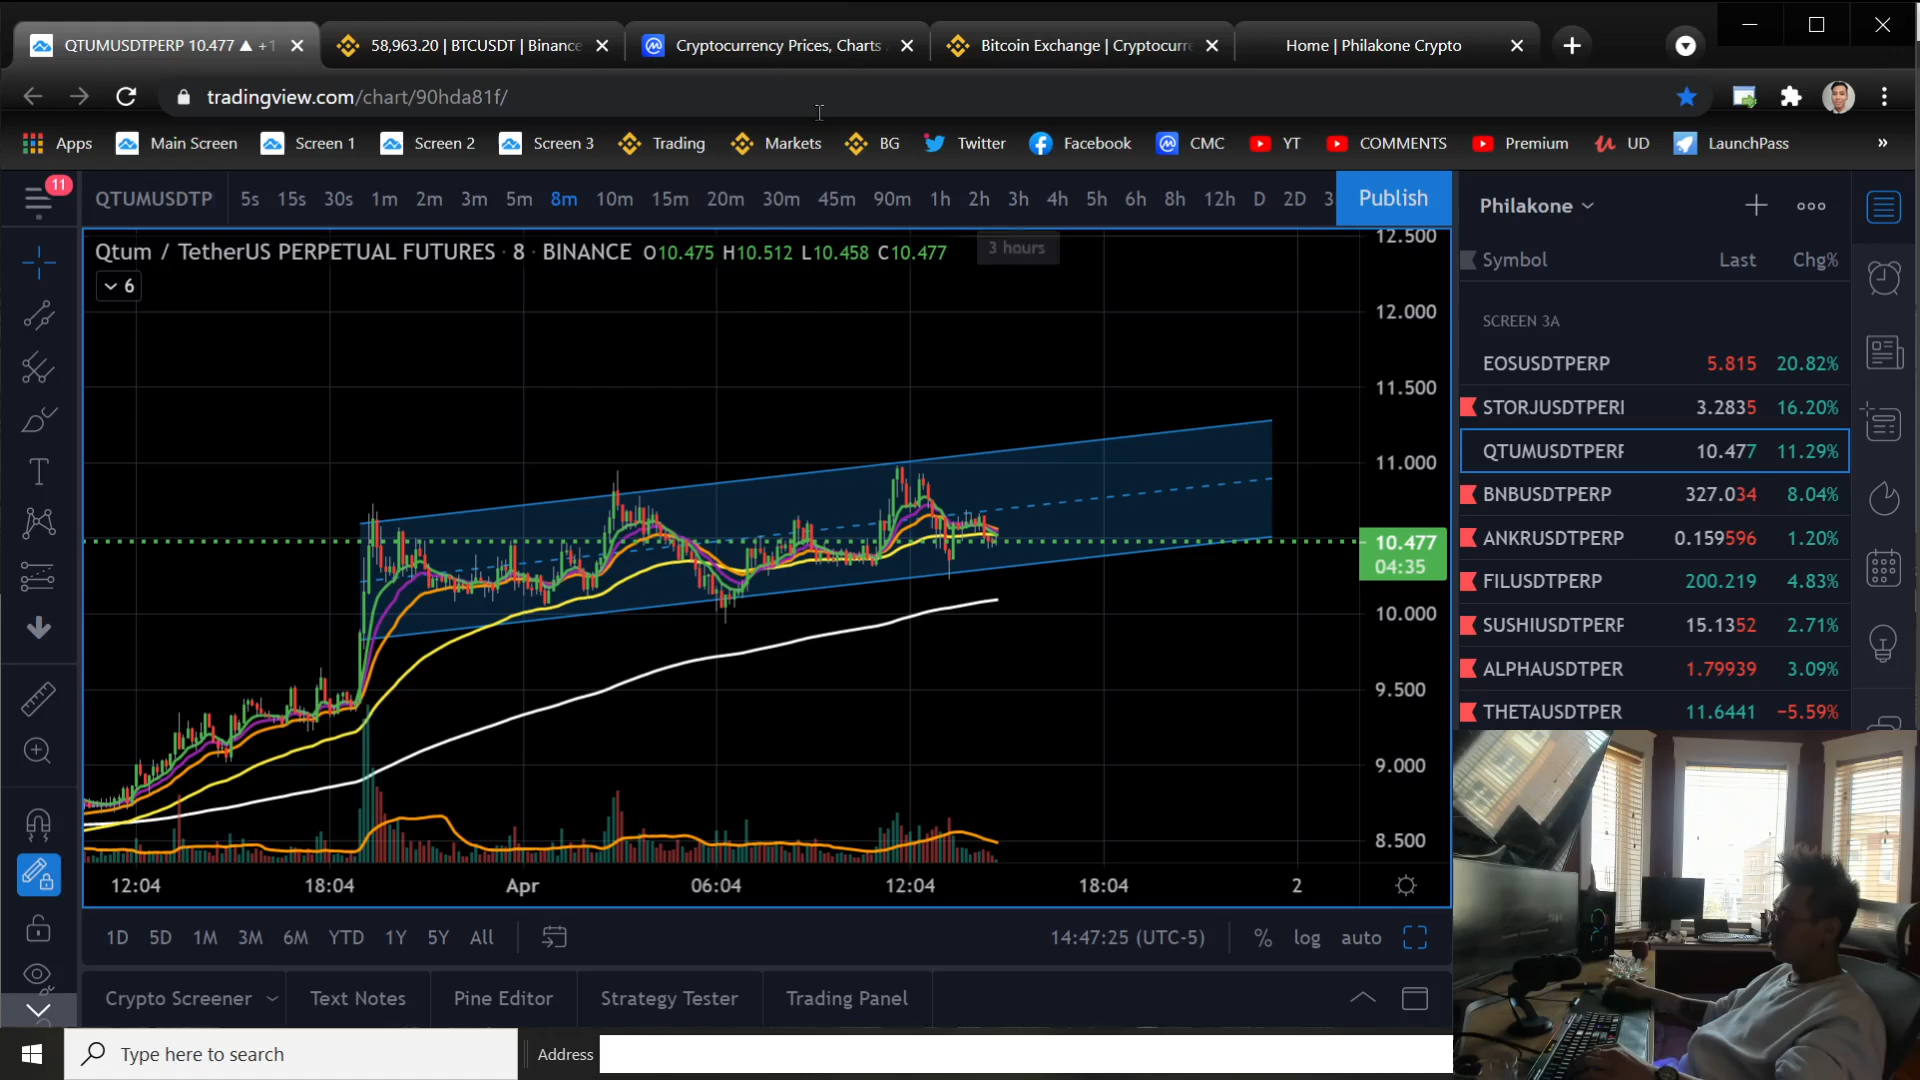 QTUMUSDTPERP 10.477 ▲ +1
58,963.20 | BTCUSDT | Binance
Cryptocurrency Prices, Charts
Bitcoin Exchange | Cryptocurre
Home | Philakone Crypto
tradingview.com/chart/90hda81f/
Apps Main Screen Screen 1 Screen 2 Screen 3 Trading Markets BG Twitter Facebook CMC YT COMMENTS Premium UD LaunchPass »
11
QTUMUSDTP 5s 15s 30s 1m 2m 3m 5m 8m 10m 15m 20m 30m 45m 90m 1h 2h 3h 4h 5h 6h 8h 12h D 2D 3 Publish
Qtum / TetherUS PERPETUAL FUTURES · 8 · BINANCE O10.475 H10.512 L10.458 C10.477
3 hours
6
12.500
12.000
11.500
11.000
10.477
04:35
10.000
9.500
9.000
8.500
12:04 18:04 Apr 06:04 12:04 18:04 2
1D 5D 1M 3M 6M YTD 1Y 5Y All 14:47:25 (UTC-5) % log auto
Crypto Screener Text Notes Pine Editor Strategy Tester Trading Panel
Philakone
Symbol Last Chg%
SCREEN 3A
EOSUSDTPERP 5.815 20.82%
STORJUSDTPERI 3.2835 16.20%
QTUMUSDTPERF 10.477 11.29%
BNBUSDTPERP 327.034 8.04%
ANKRUSDTPERP 0.159596 1.20%
FILUSDTPERP 200.219 4.83%
SUSHIUSDTPERF 15.1352 2.71%
ALPHAUSDTPER 1.79939 3.09%
THETAUSDTPER 11.6441 −5.59%
Type here to search
Address